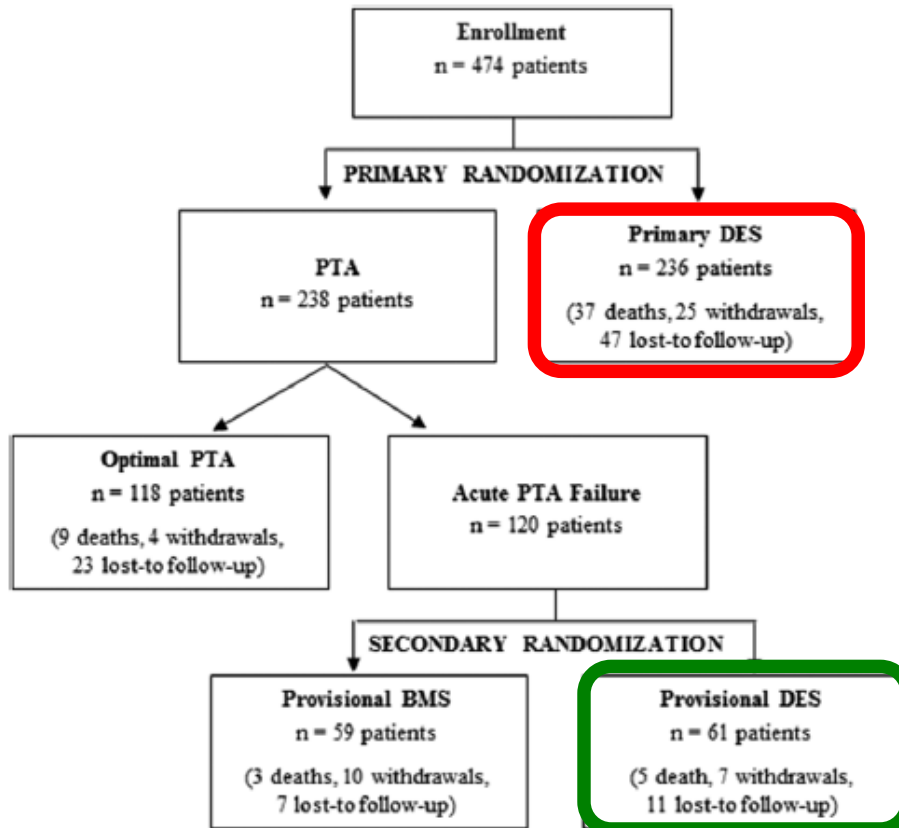 Enrollment
n = 474 patients
PRIMARY RANDOMIZATION
PTA
n = 238 patients
Primary DES
n = 236 patients
(37 deaths, 25 withdrawals,
47 lost-to follow-up)
Optimal PTA
n = 118 patients
(9 deaths, 4 withdrawals,
23 lost-to follow-up)
Acute PTA Failure
n = 120 patients
SECONDARY RANDOMIZATION
Provisional BMS
n = 59 patients
(3 deaths, 10 withdrawals,
7 lost-to follow-up)
Provisional DES
n = 61 patients
(5 death, 7 withdrawals,
11 lost-to follow-up)